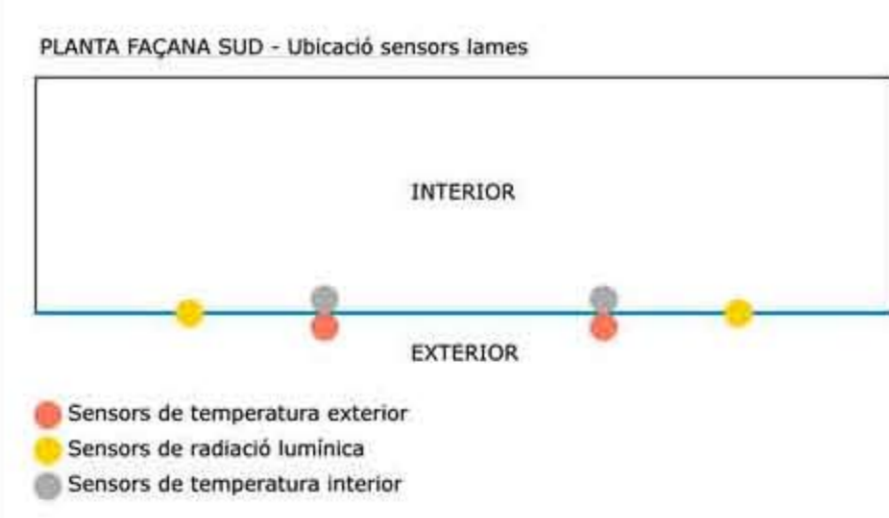 PLANTA FAÇANA SUD - Ubicació sensors lames
INTERIOR
EXTERIOR
Sensors de temperatura exterior
Sensors de radiació lumínica
Sensors de temperatura interior